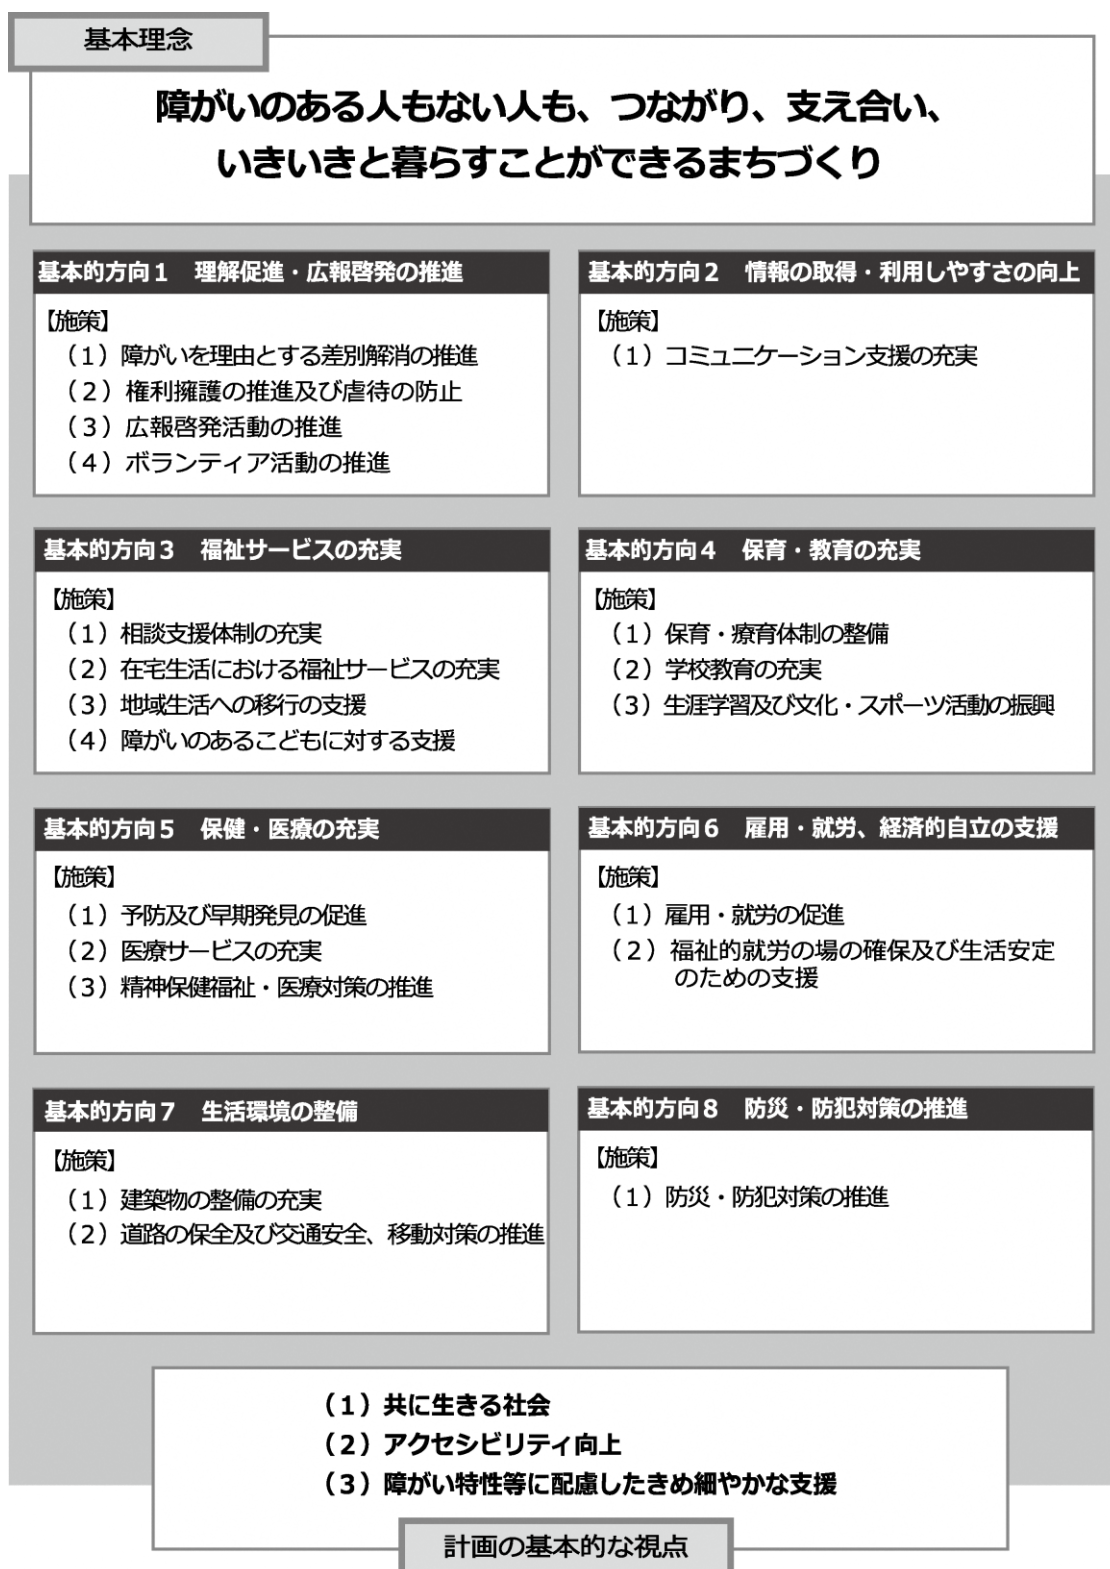 基本理念
障がいのある人もない人も、つながり、支え合い、
いきいきと暮らすことができるまちづくり
基本的方向1 理解促進・広報啓発の推進
【施策】
(1)障がいを理由とする差別解消の推進
(2)権利擁護の推進及び虐待の防止
(3)広報啓発活動の推進
(4)ボランティア活動の推進
基本的方向2 情報の取得・利用しやすさの向上
【施策】
(1)コミュニケーション支援の充実
基本的方向3 福祉サービスの充実
【施策】
(1)相談支援体制の充実
(2)在宅生活における福祉サービスの充実
(3)地域生活への移行の支援
(4)障がいのあるこどもに対する支援
基本的方向4 保育・教育の充実
【施策】
(1)保育・療育体制の整備
(2)学校教育の充実
(3)生涯学習及び文化・スポーツ活動の振興
基本的方向5 保健・医療の充実
【施策】
(1)予防及び早期発見の促進
(2)医療サービスの充実
(3)精神保健福祉・医療対策の推進
基本的方向6 雇用・就労、経済的自立の支援
【施策】
(1)雇用・就労の促進
(2)福祉的就労の場の確保及び生活安定
のための支援
基本的方向7 生活環境の整備
【施策】
(1)建築物の整備の充実
(2)道路の保全及び交通安全、移動対策の推進
基本的方向8 防災・防犯対策の推進
【施策】
(1)防災・防犯対策の推進
(1)共に生きる社会
(2)アクセシビリティ向上
(3)障がい特性等に配慮したきめ細やかな支援
計画の基本的な視点